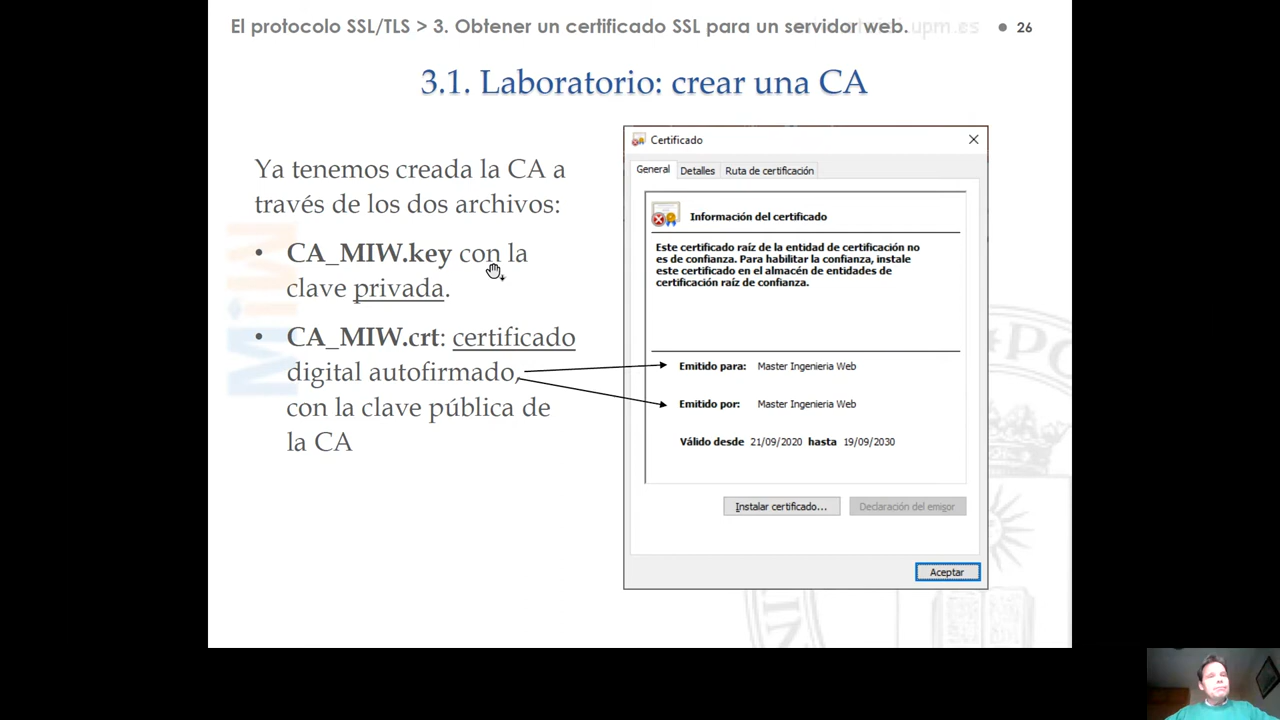 El protocolo SSL/TLS > 3. Obtener un certificado SSL para un servidor web. ● 26
3.1. Laboratorio: crear una CA
Ya tenemos creada la CA a
través de los dos archivos:
• CA_MIW.key con la
clave privada.
• CA_MIW.crt: certificado
digital autofirmado,
con la clave pública de
la CA
Certificado
General Detalles Ruta de certificación
Información del certificado
Este certificado raíz de la entidad de certificación no
es de confianza. Para habilitar la confianza, instale
este certificado en el almacén de entidades de
certificación raíz de confianza.
Emitido para: Master Ingenieria Web
Emitido por: Master Ingenieria Web
Válido desde 21/09/2020 hasta 19/09/2030
Instalar certificado... Declaración del emisor
Aceptar
MiW